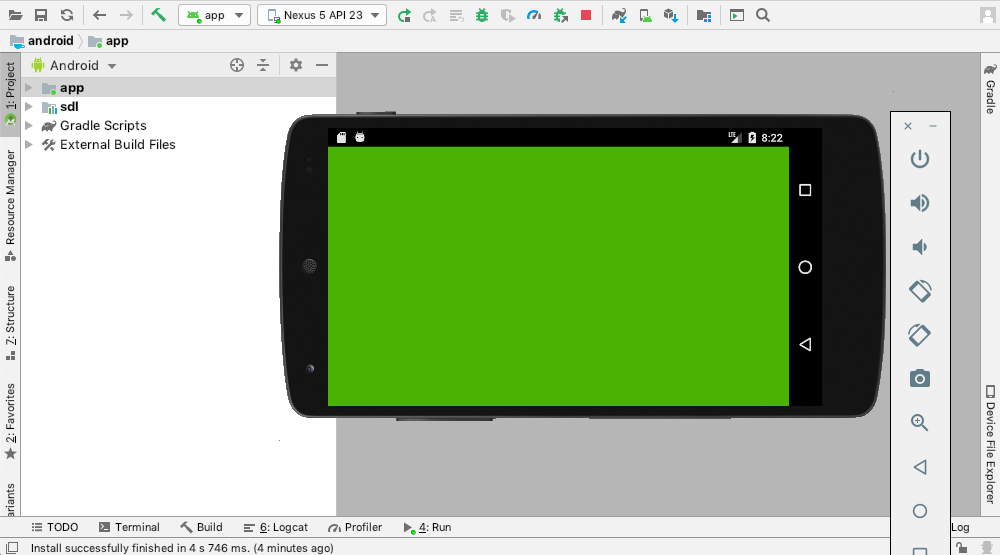 app
Nexus 5 API 23
android
app
1: Project
Resource Manager
Z: Structure
2: Favorites
Android
app
sdl
Gradle Scripts
External Build Files
LTE
8:22
Gradle
Device File Explorer
TODO
Terminal
Build
6: Logcat
Profiler
4: Run
Log
Install successfully finished in 4 s 746 ms. (4 minutes ago)